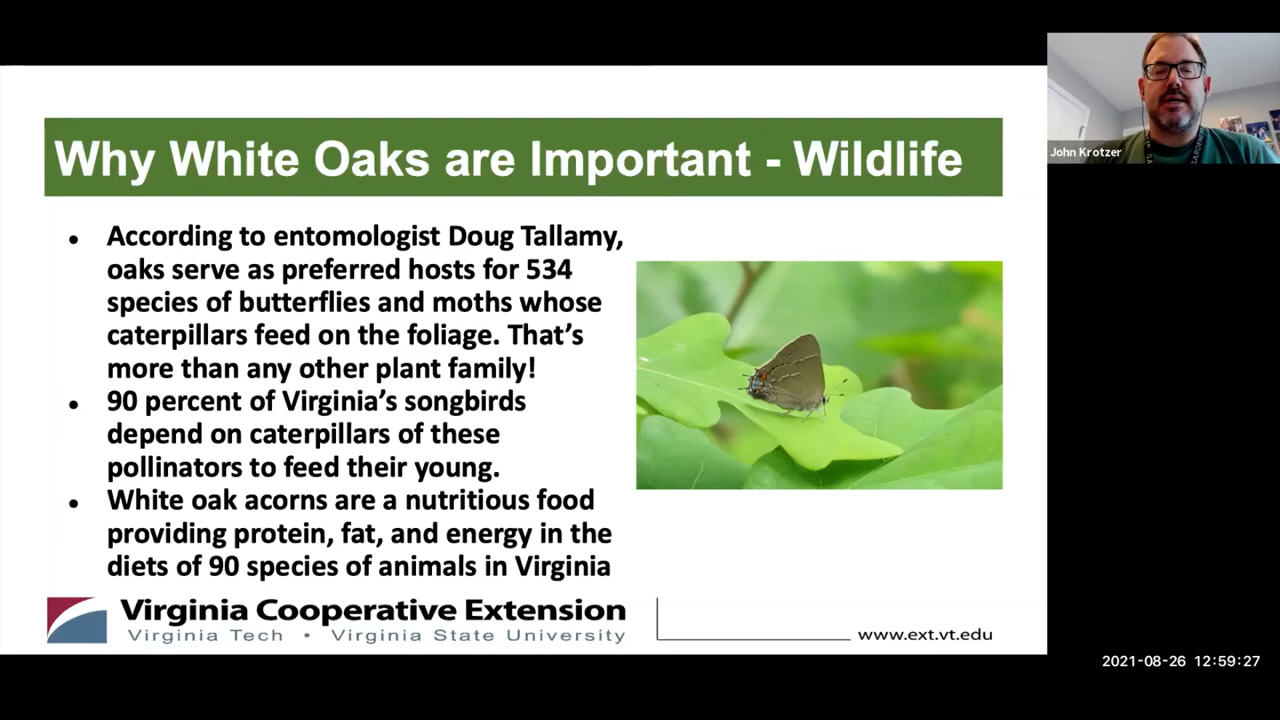 Why White Oaks are Important - Wildlife
• According to entomologist Doug Tallamy,
oaks serve as preferred hosts for 534
species of butterflies and moths whose
caterpillars feed on the foliage. That's
more than any other plant family!
• 90 percent of Virginia's songbirds
depend on caterpillars of these
pollinators to feed their young.
• White oak acorns are a nutritious food
providing protein, fat, and energy in the
diets of 90 species of animals in Virginia
Virginia Cooperative Extension
Virginia Tech • Virginia State University
www.ext.vt.edu
John Krotzer
2021-08-26 12:59:27